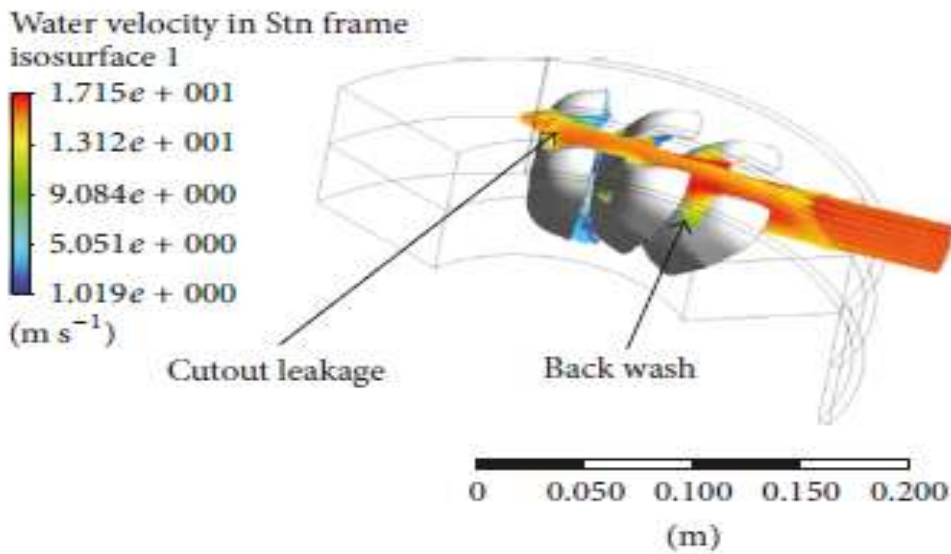 Water velocity in Stn frame
isosurface 1
1.715e + 001
1.312e + 001
9.084e + 000
5.051e + 000
1.019e + 000
(m s⁻¹)
Cutout leakage
Back wash
0 0.050 0.100 0.150 0.200
(m)